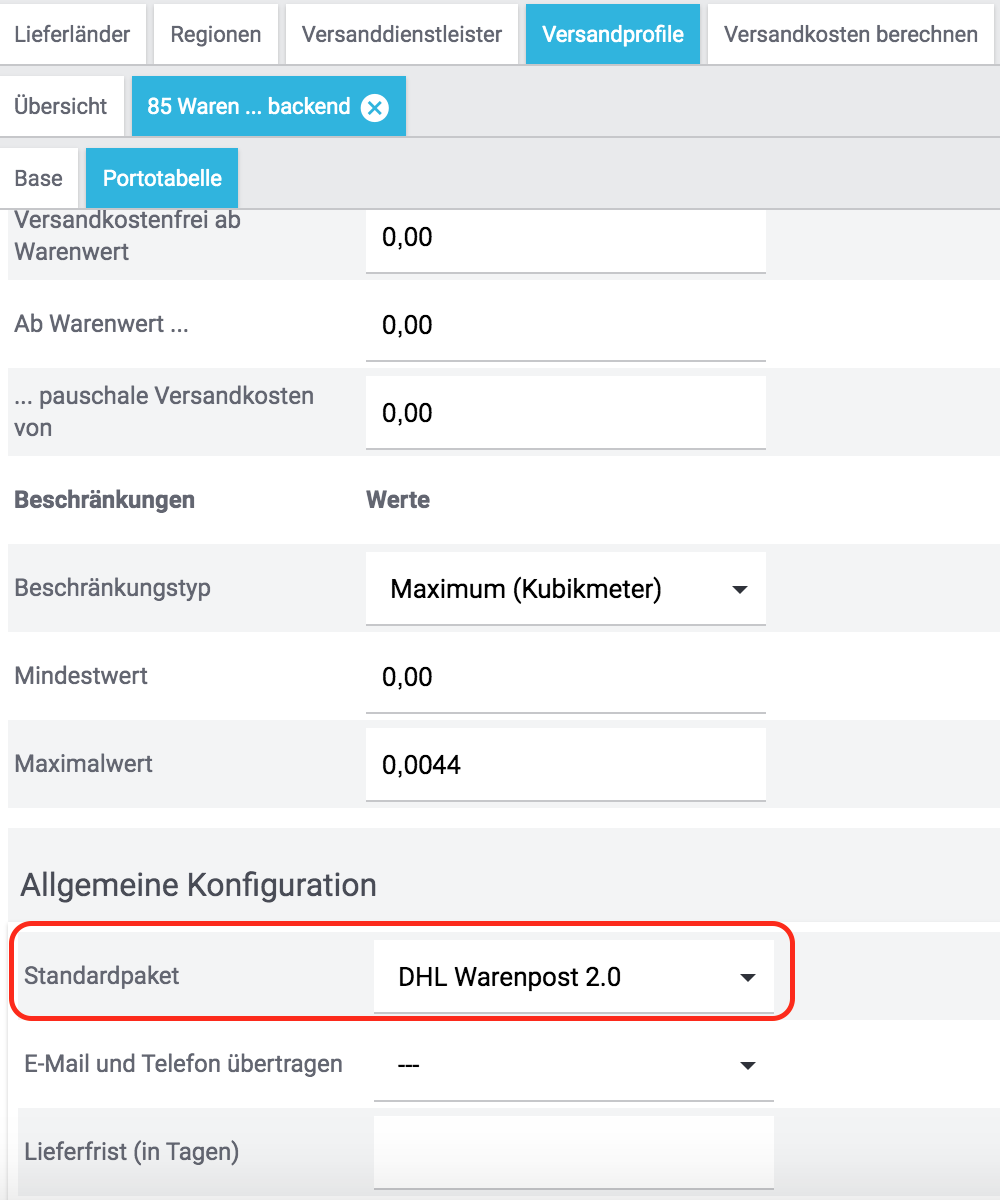 Lieferländer Regionen Versanddienstleister Versandprofile Versandkosten berechnen
Übersicht 85 Waren ... backend
Base Portotabelle
Versandkostenfrei ab
Warenwert
0,00
Ab Warenwert ... 0,00
... pauschale Versandkosten
von
0,00
Beschränkungen Werte
Beschränkungstyp Maximum (Kubikmeter)
Mindestwert 0,00
Maximalwert 0,0044
Allgemeine Konfiguration
Standardpaket DHL Warenpost 2.0
E-Mail und Telefon übertragen ---
Lieferfrist (in Tagen)